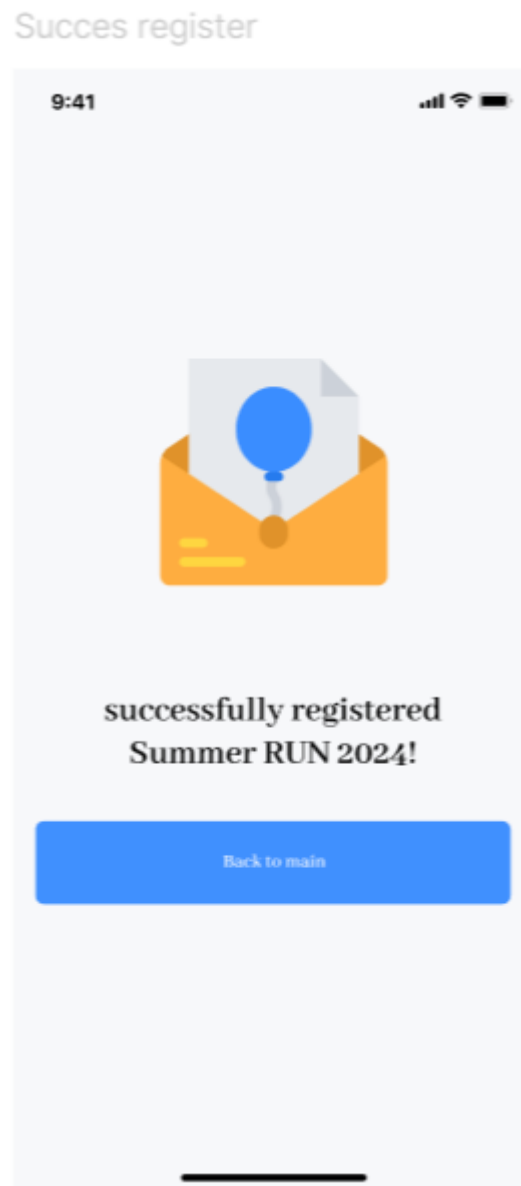 Succes register
9:41
successfully registered
Summer RUN 2024!
Back to main